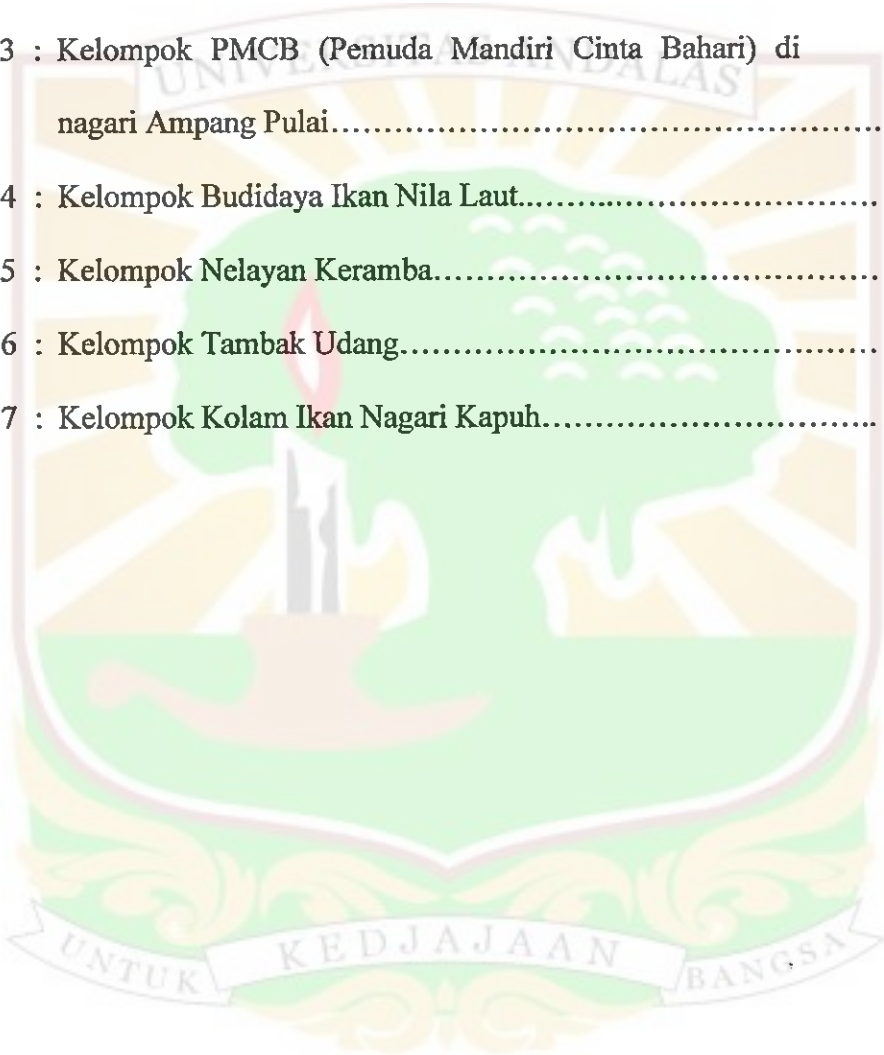 UNIVERSITAS ANDALAS
3 : Kelompok PMCB (Pemuda Mandiri Cinta Bahari) di
nagari Ampang Pulai......................................................
4 : Kelompok Budidaya Ikan Nila Laut...................................
5 : Kelompok Nelayan Keramba............................................
6 : Kelompok Tambak Udang...............................................
7 : Kelompok Kolam Ikan Nagari Kapuh.................................
UNTUK KEDJAJAAN BANGSA